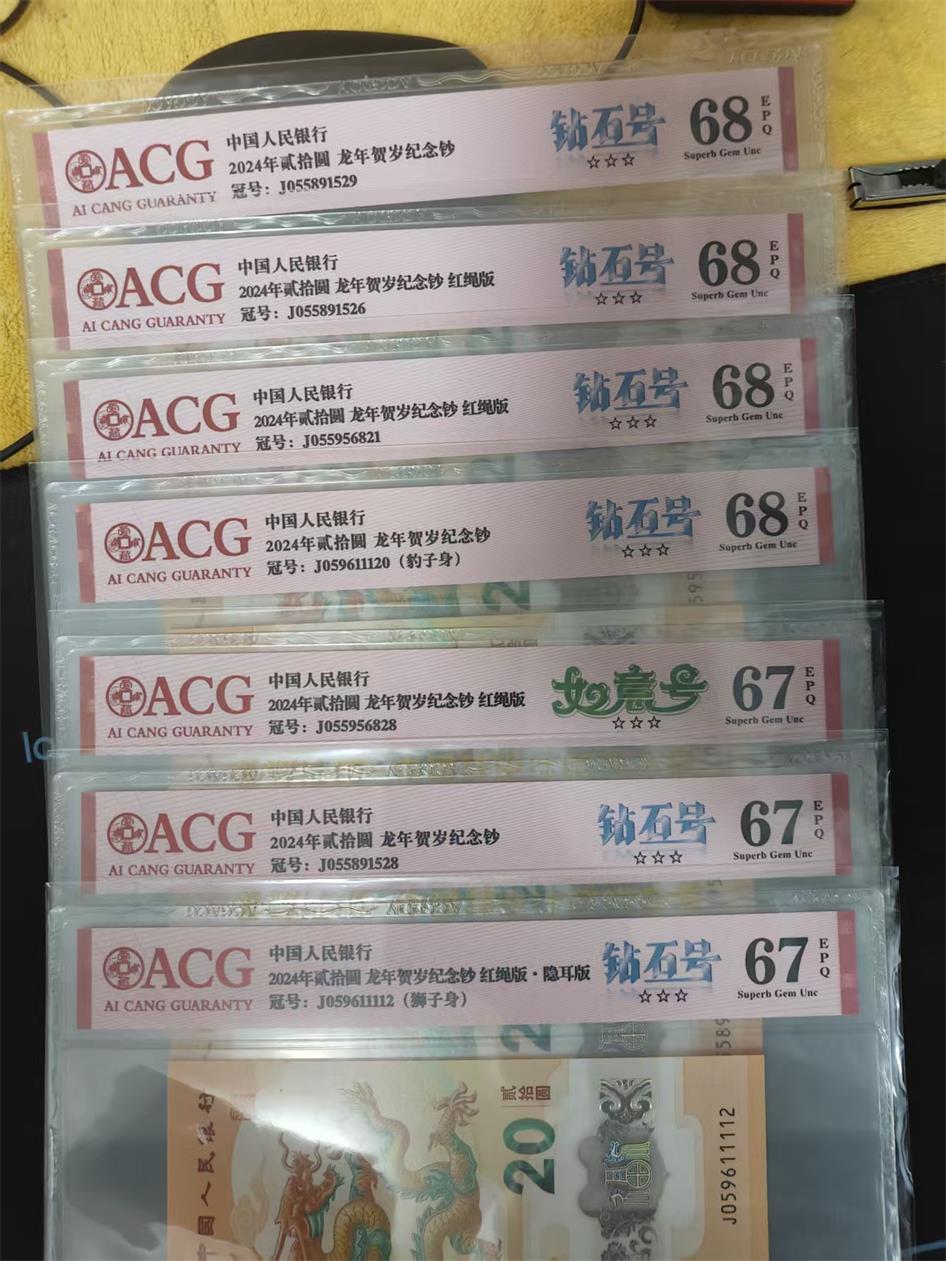 ACG
AI CANG GUARANTY
中国人民银行
2024年贰拾圆 龙年贺岁纪念钞
冠号：J055891529
钻石号
☆☆☆
68
EPQ
Superb Gem Unc
ACG
AI CANG GUARANTY
中国人民银行
2024年贰拾圆 龙年贺岁纪念钞 红绳版
冠号：J055891526
钻石号
☆☆☆
68
EPQ
Superb Gem Unc
ACG
AI CANG GUARANTY
中国人民银行
2024年贰拾圆 龙年贺岁纪念钞 红绳版
冠号：J055956821
钻石号
☆☆☆
68
EPQ
Superb Gem Unc
ACG
AI CANG GUARANTY
中国人民银行
2024年贰拾圆 龙年贺岁纪念钞
冠号：J059611120（豹子身）
钻石号
☆☆☆
68
EPQ
Superb Gem Unc
ACG
AI CANG GUARANTY
中国人民银行
2024年贰拾圆 龙年贺岁纪念钞 红绳版
冠号：J055956828
如意号
☆☆☆
67
EPQ
Superb Gem Unc
ACG
AI CANG GUARANTY
中国人民银行
2024年贰拾圆 龙年贺岁纪念钞
冠号：J055891528
钻石号
☆☆☆
67
EPQ
Superb Gem Unc
ACG
AI CANG GUARANTY
中国人民银行
2024年贰拾圆 龙年贺岁纪念钞 红绳版·隐耳版
冠号：J059611112（狮子身）
钻石号
☆☆☆
67
EPQ
Superb Gem Unc
中国人民银行
贰拾圆
20
J059611112